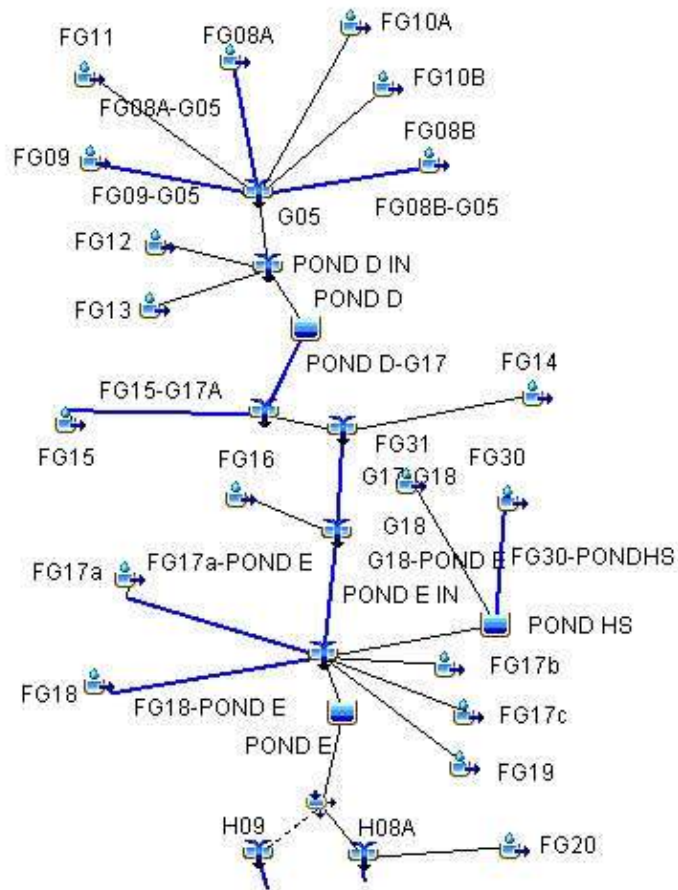 FG10A
FG11
FG08A
FG10B
FG08A-G05
FG08B
FG09
FG09-G05
FG08B-G05
G05
FG12
POND D IN
POND D
FG13
POND D-G17
FG14
FG15-G17A
FG15
FG16
FG31
FG30
G17-G18
G18
FG17a
FG17a-POND E
G18-POND E
FG30-PONDHS
POND E IN
POND HS
FG17b
FG18
FG18-POND E
FG17c
POND E
FG19
H09
H08A
FG20